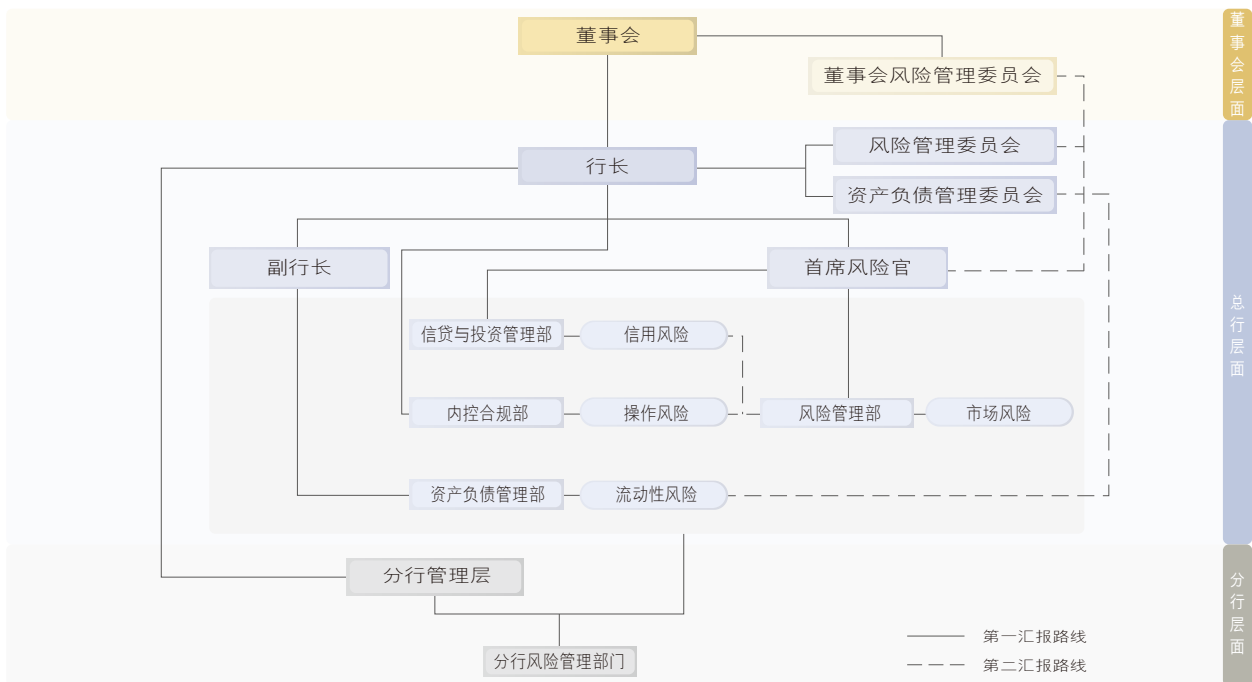 董事会
董事会风险管理委员会
董事会层面
行长
风险管理委员会
资产负债管理委员会
副行长
首席风险官
信贷与投资管理部
信用风险
内控合规部
操作风险
风险管理部
市场风险
资产负债管理部
流动性风险
总行层面
分行管理层
分行风险管理部门
分行层面
第一汇报路线
第二汇报路线